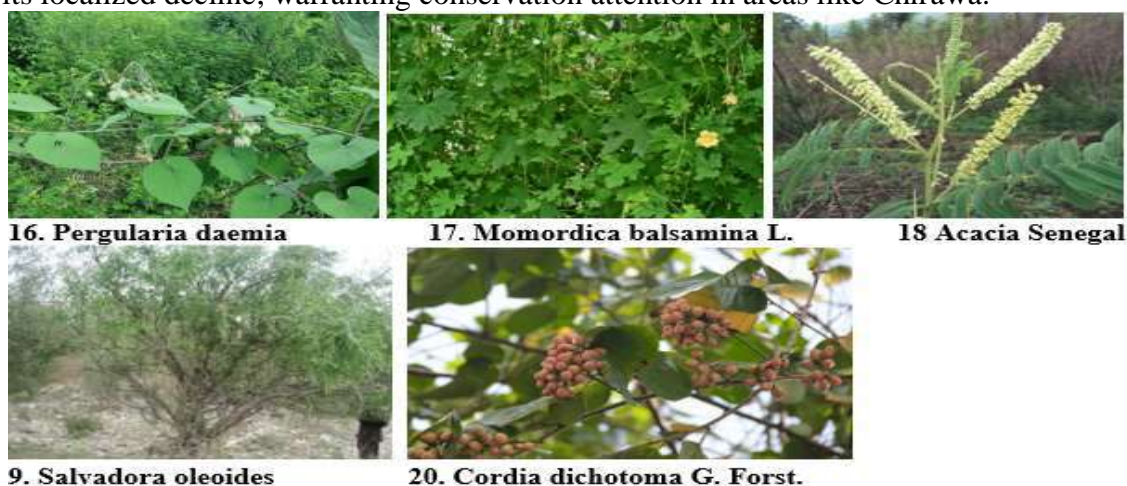 its localized decline, warranting conservation attention in areas like Chirawa.
16. Pergularia daemia 17. Momordica balsamina L. 18 Acacia Senegal
9. Salvadora oleoides 20. Cordia dichotoma G. Forst.